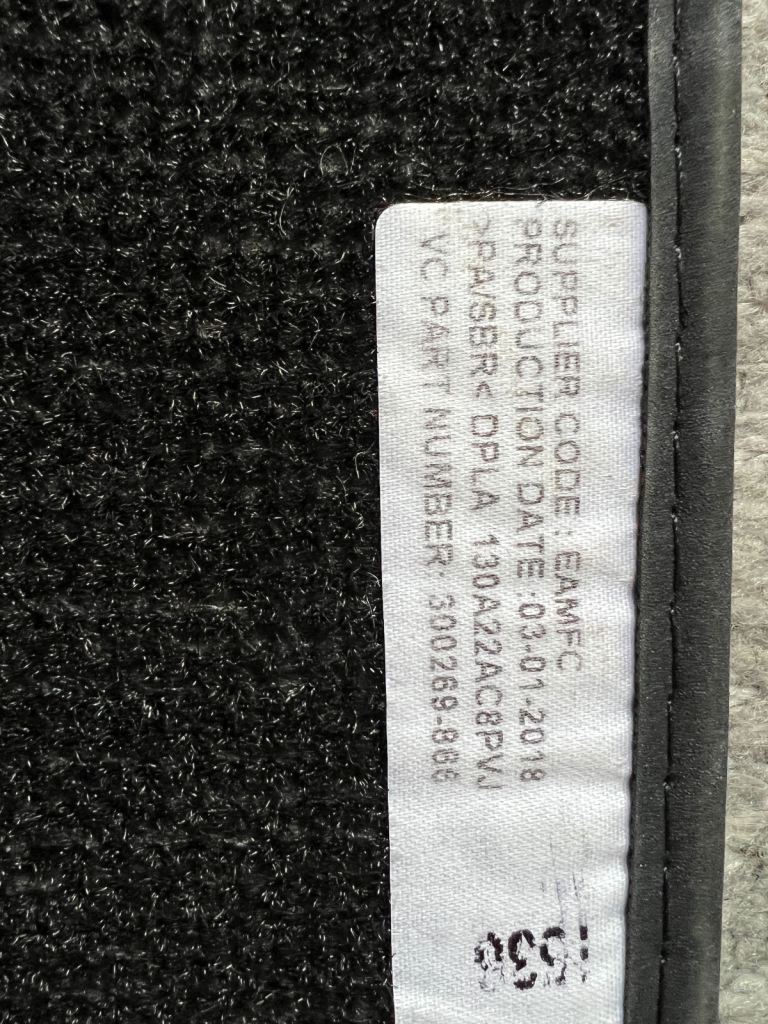 SUPPLIER CODE: EAMFC
PRODUCTION DATE:03-01-2018
>PA/SBR< DPLA 130A22AC8PVJ
VC PART NUMBER: 300269-866